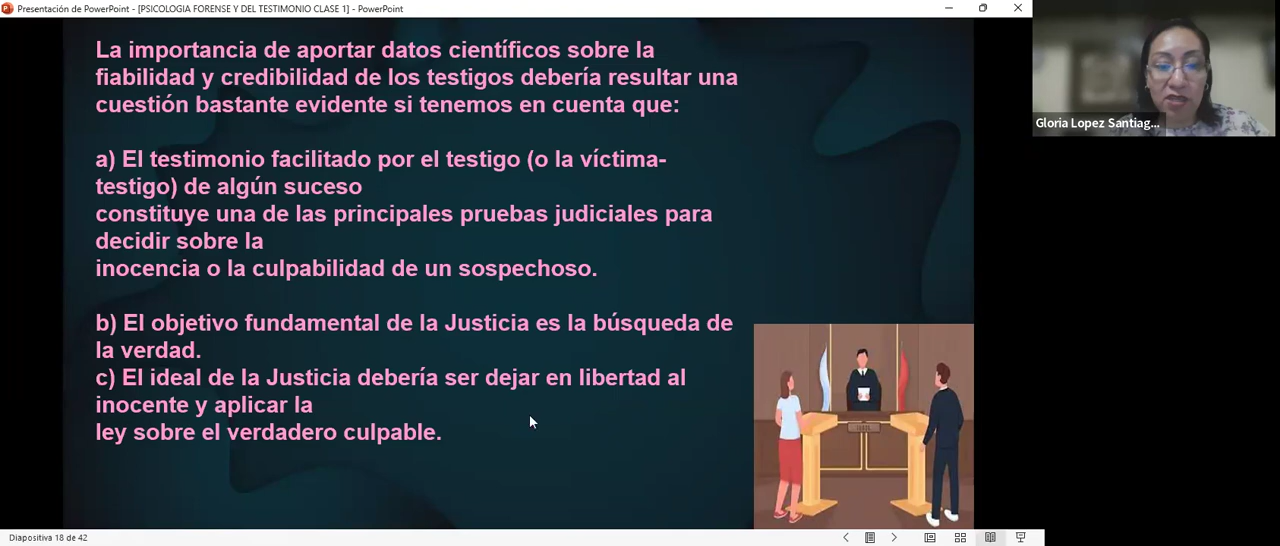 Presentación de PowerPoint - [PSICOLOGIA FORENSE Y DEL TESTIMONIO CLASE 1] - PowerPoint
La importancia de aportar datos científicos sobre la
fiabilidad y credibilidad de los testigos debería resultar una
cuestión bastante evidente si tenemos en cuenta que:
a) El testimonio facilitado por el testigo (o la víctima-
testigo) de algún suceso
constituye una de las principales pruebas judiciales para
decidir sobre la
inocencia o la culpabilidad de un sospechoso.
b) El objetivo fundamental de la Justicia es la búsqueda de
la verdad.
c) El ideal de la Justicia debería ser dejar en libertad al
inocente y aplicar la
ley sobre el verdadero culpable.
Gloria Lopez Santiag...
Diapositiva 18 de 42